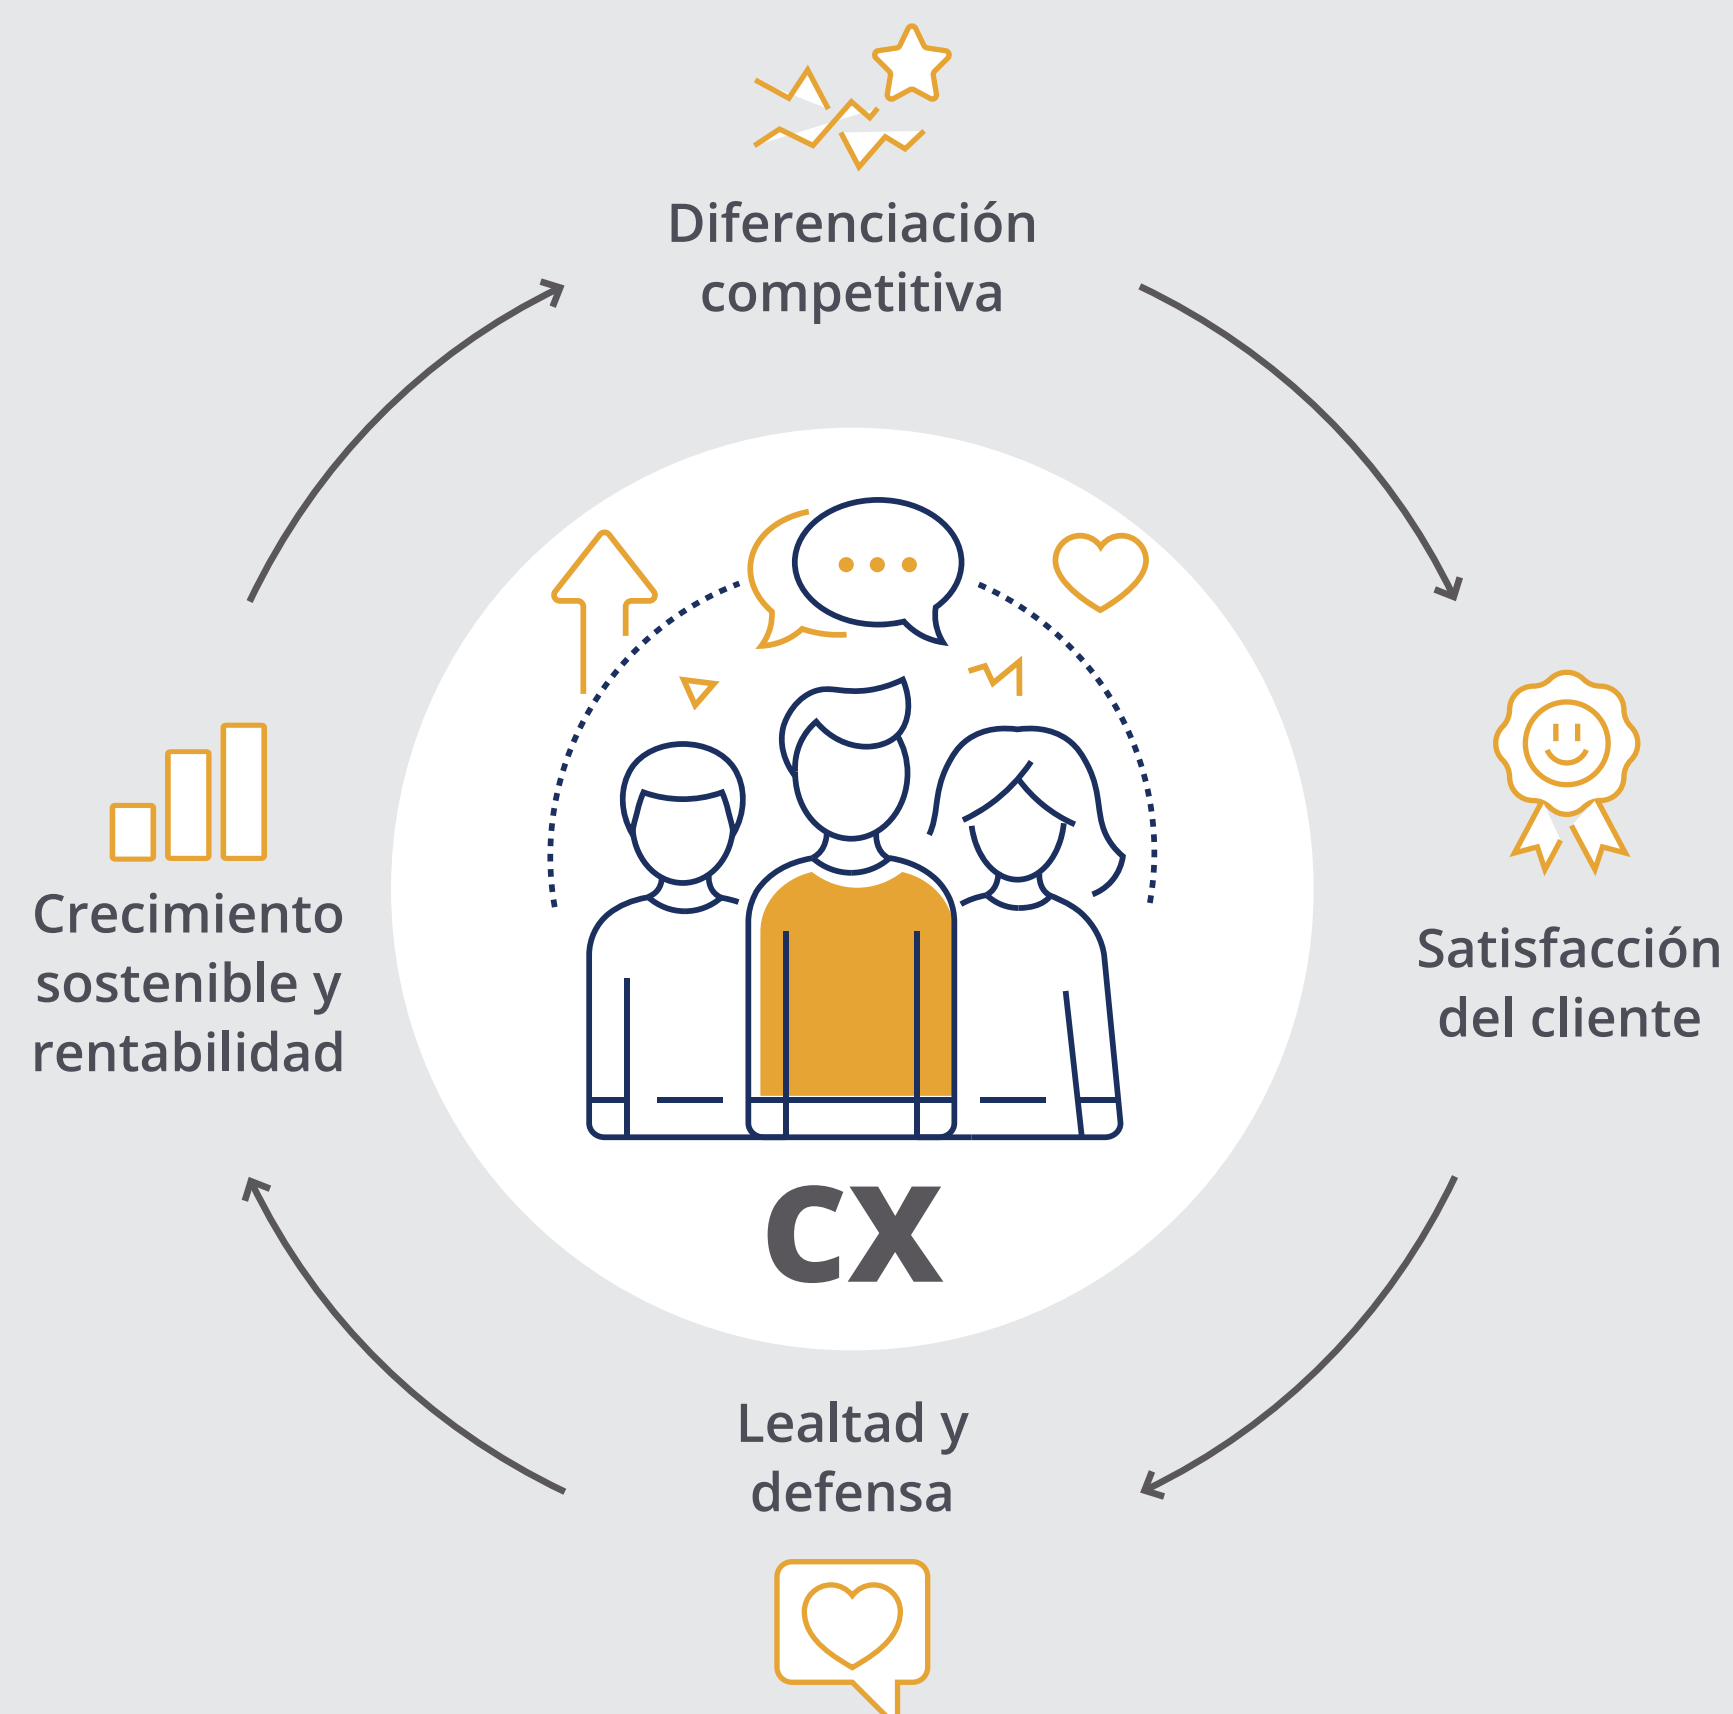 Diferenciación
competitiva
Crecimiento
sostenible y
rentabilidad
Satisfacción
del cliente
CX
Lealtad y
defensa